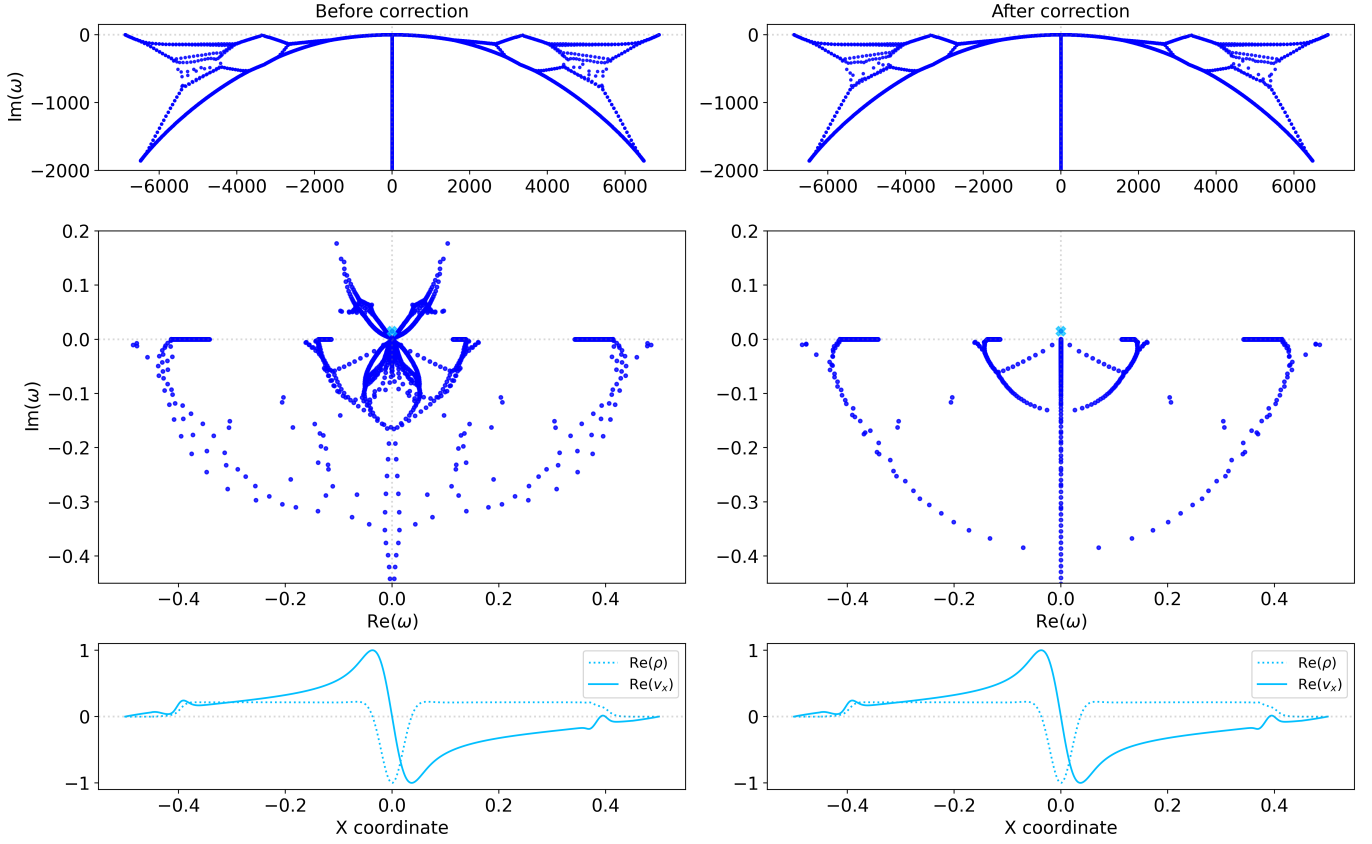 Before correction
After correction
Im(ω)
0
−1000
−2000
−6000 −4000 −2000 0 2000 4000 6000
0
−1000
−2000
−6000 −4000 −2000 0 2000 4000 6000
Im(ω)
0.2
0.1
0.0
−0.1
−0.2
−0.3
−0.4
−0.4 −0.2 0.0 0.2 0.4
Re(ω)
0.2
0.1
0.0
−0.1
−0.2
−0.3
−0.4
−0.4 −0.2 0.0 0.2 0.4
Re(ω)
1
0
−1
Re(ρ)
Re(vₓ)
−0.4 −0.2 0.0 0.2 0.4
X coordinate
1
0
−1
Re(ρ)
Re(vₓ)
−0.4 −0.2 0.0 0.2 0.4
X coordinate